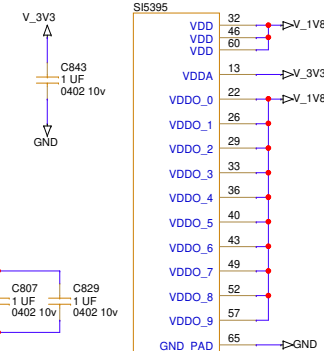 SI5395
V_3V3
C843
1 UF
0402 10v
GND
VDD 32 V_1V8
VDD 46
VDD 60
VDDA 13 V_3V3
VDDO_0 22 V_1V8
VDDO_1 26
VDDO_2 29
VDDO_3 33
VDDO_4 36
VDDO_5 40
VDDO_6 43
VDDO_7 49
VDDO_8 52
VDDO_9 57
GND_PAD 65 GND
C807
1 UF
0402 10v
C829
1 UF
0402 10v